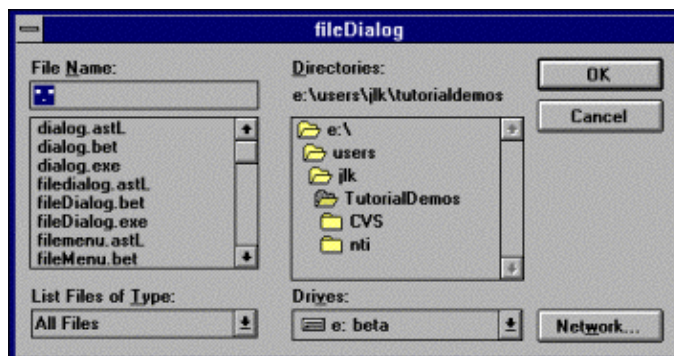 fileDialog
File Name:
*.*
dialog.astL
dialog.bet
dialog.exe
filedialog.astL
fileDialog.bet
fileDialog.exe
filemenu.astL
fileMenu.bet
List Files of Type:
All Files
Directories:
e:\users\jlk\tutorialdemos
e:\
users
jlk
TutorialDemos
CVS
nti
Drives:
e: beta
OK
Cancel
Network...